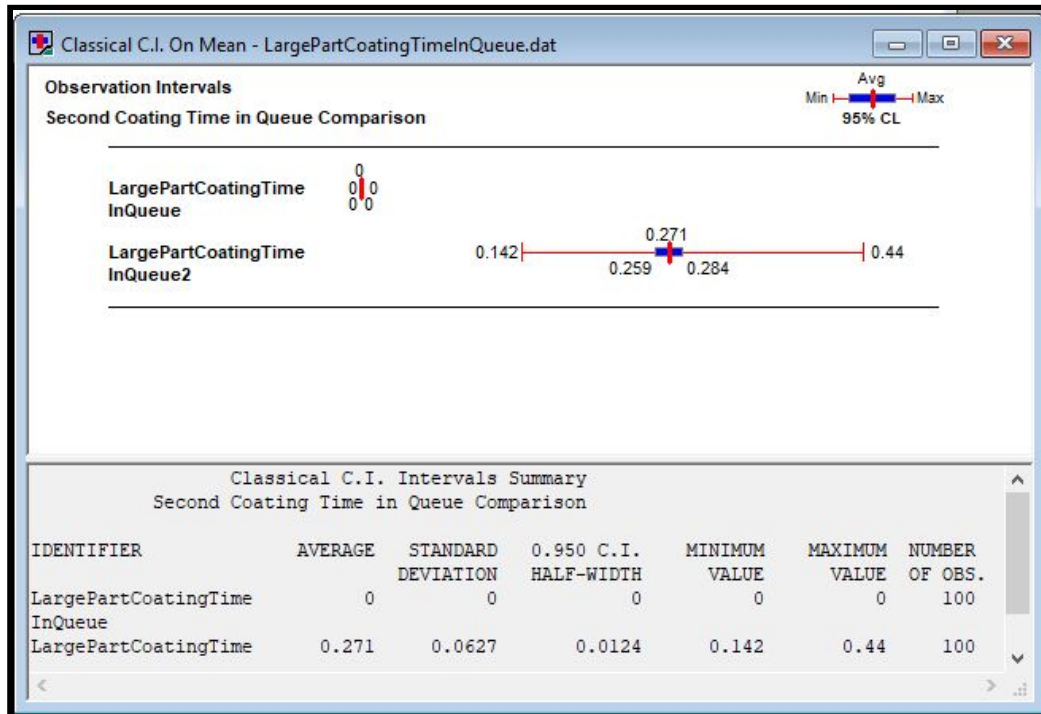 Classical C.I. On Mean - LargePartCoatingTimeInQueue.dat
Observation Intervals
Second Coating Time in Queue Comparison
Avg
Min Max
95% CL
0
LargePartCoatingTime 0 0
InQueue 0 0
0.271
LargePartCoatingTime 0.142 0.44
InQueue2 0.259 0.284
Classical C.I. Intervals Summary
Second Coating Time in Queue Comparison
IDENTIFIER AVERAGE STANDARD 0.950 C.I. MINIMUM MAXIMUM NUMBER
DEVIATION HALF-WIDTH VALUE VALUE OF OBS.
LargePartCoatingTime 0 0 0 0 0 100
InQueue
LargePartCoatingTime 0.271 0.0627 0.0124 0.142 0.44 100